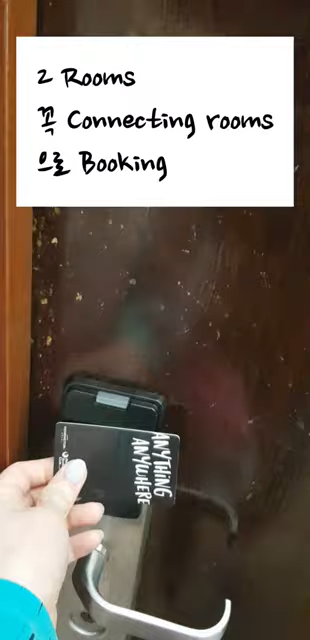 2 Rooms
꼭 Connecting rooms
으로 Booking
ANYTHING
ANYWHERE